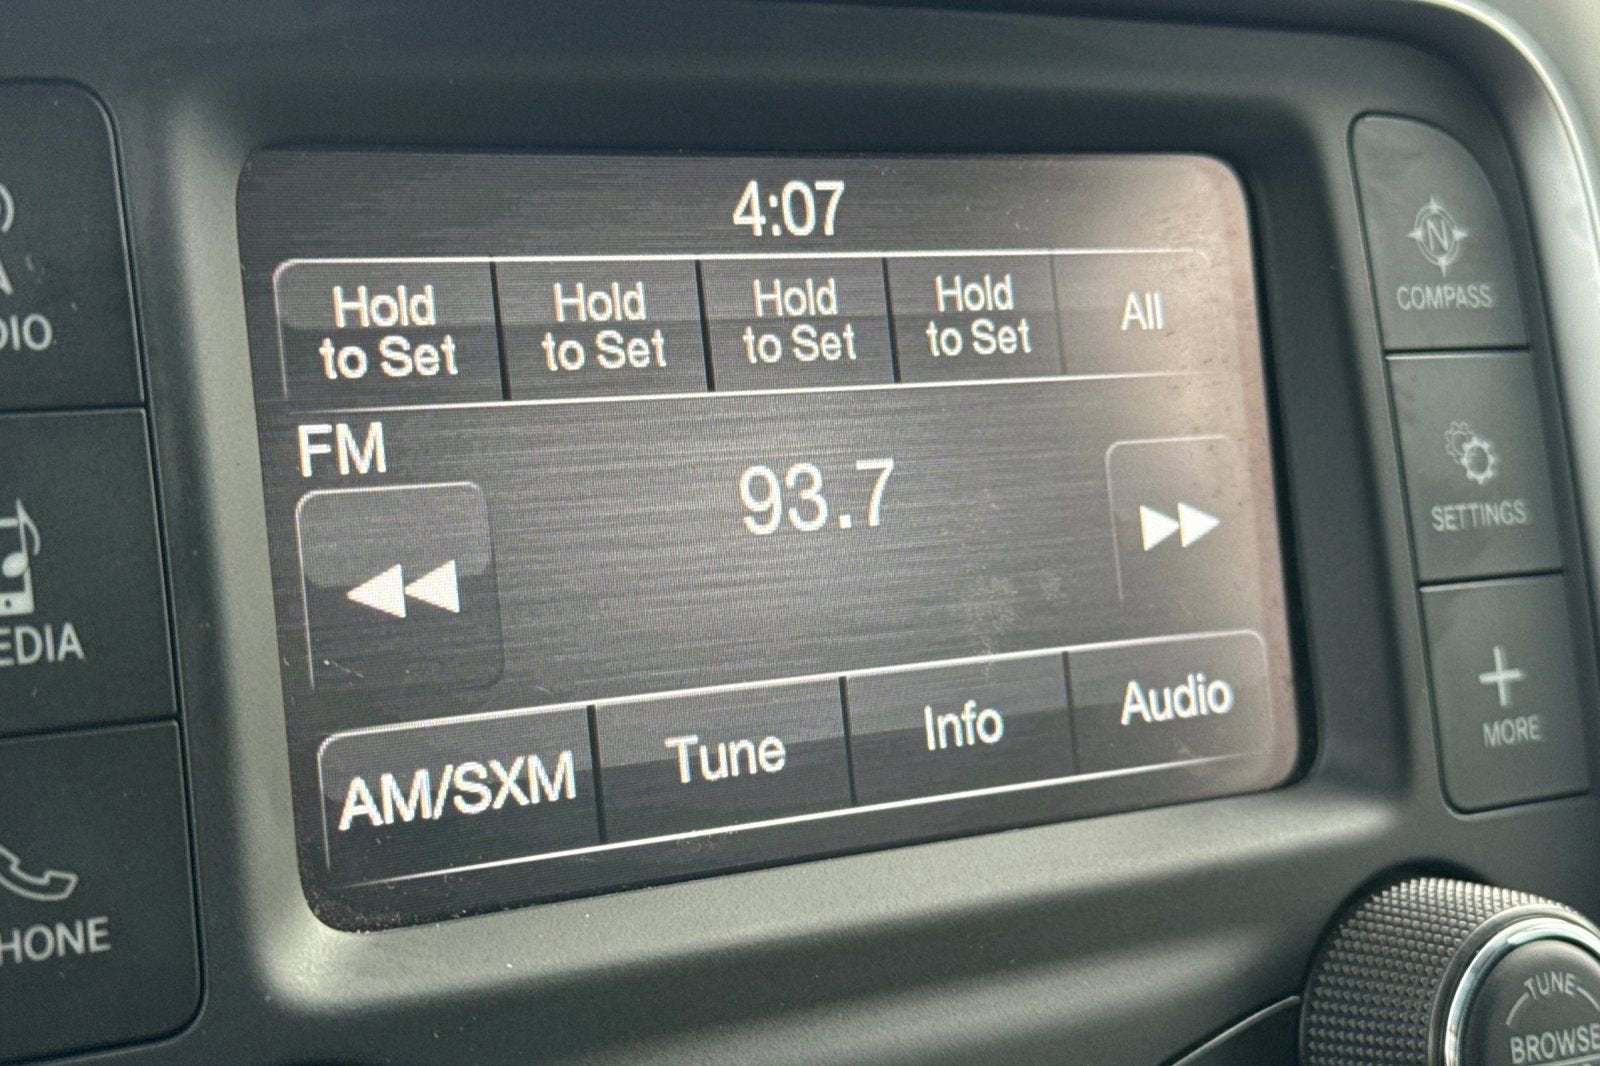 4:07
Hold
to Set
Hold
to Set
Hold
to Set
Hold
to Set
All
FM
93.7
AM/SXM
Tune
Info
Audio
DIO
EDIA
HONE
N
COMPASS
SETTINGS
MORE
TUNE
BROWSE